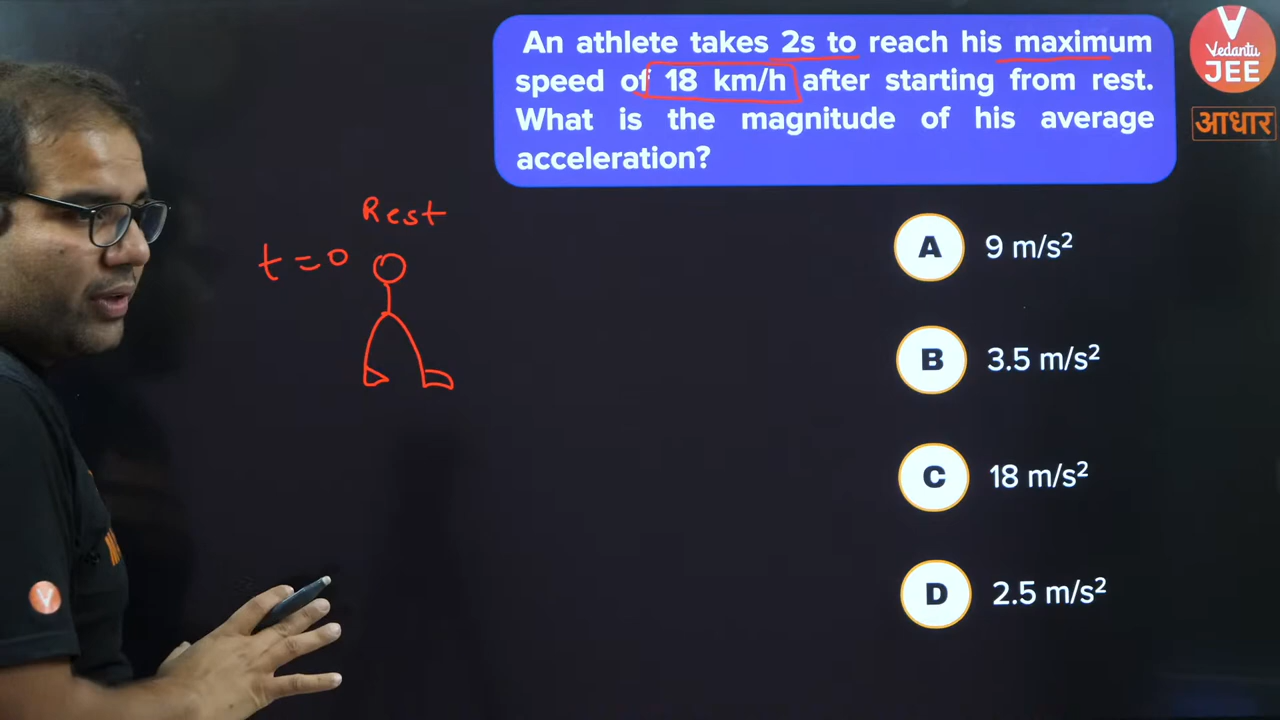 An athlete takes 2s to reach his maximum
speed of 18 km/h after starting from rest.
What is the magnitude of his average
acceleration?
V
Vedantu
JEE
आधार
Rest
t = 0
A 9 m/s²
B 3.5 m/s²
C 18 m/s²
D 2.5 m/s²
V